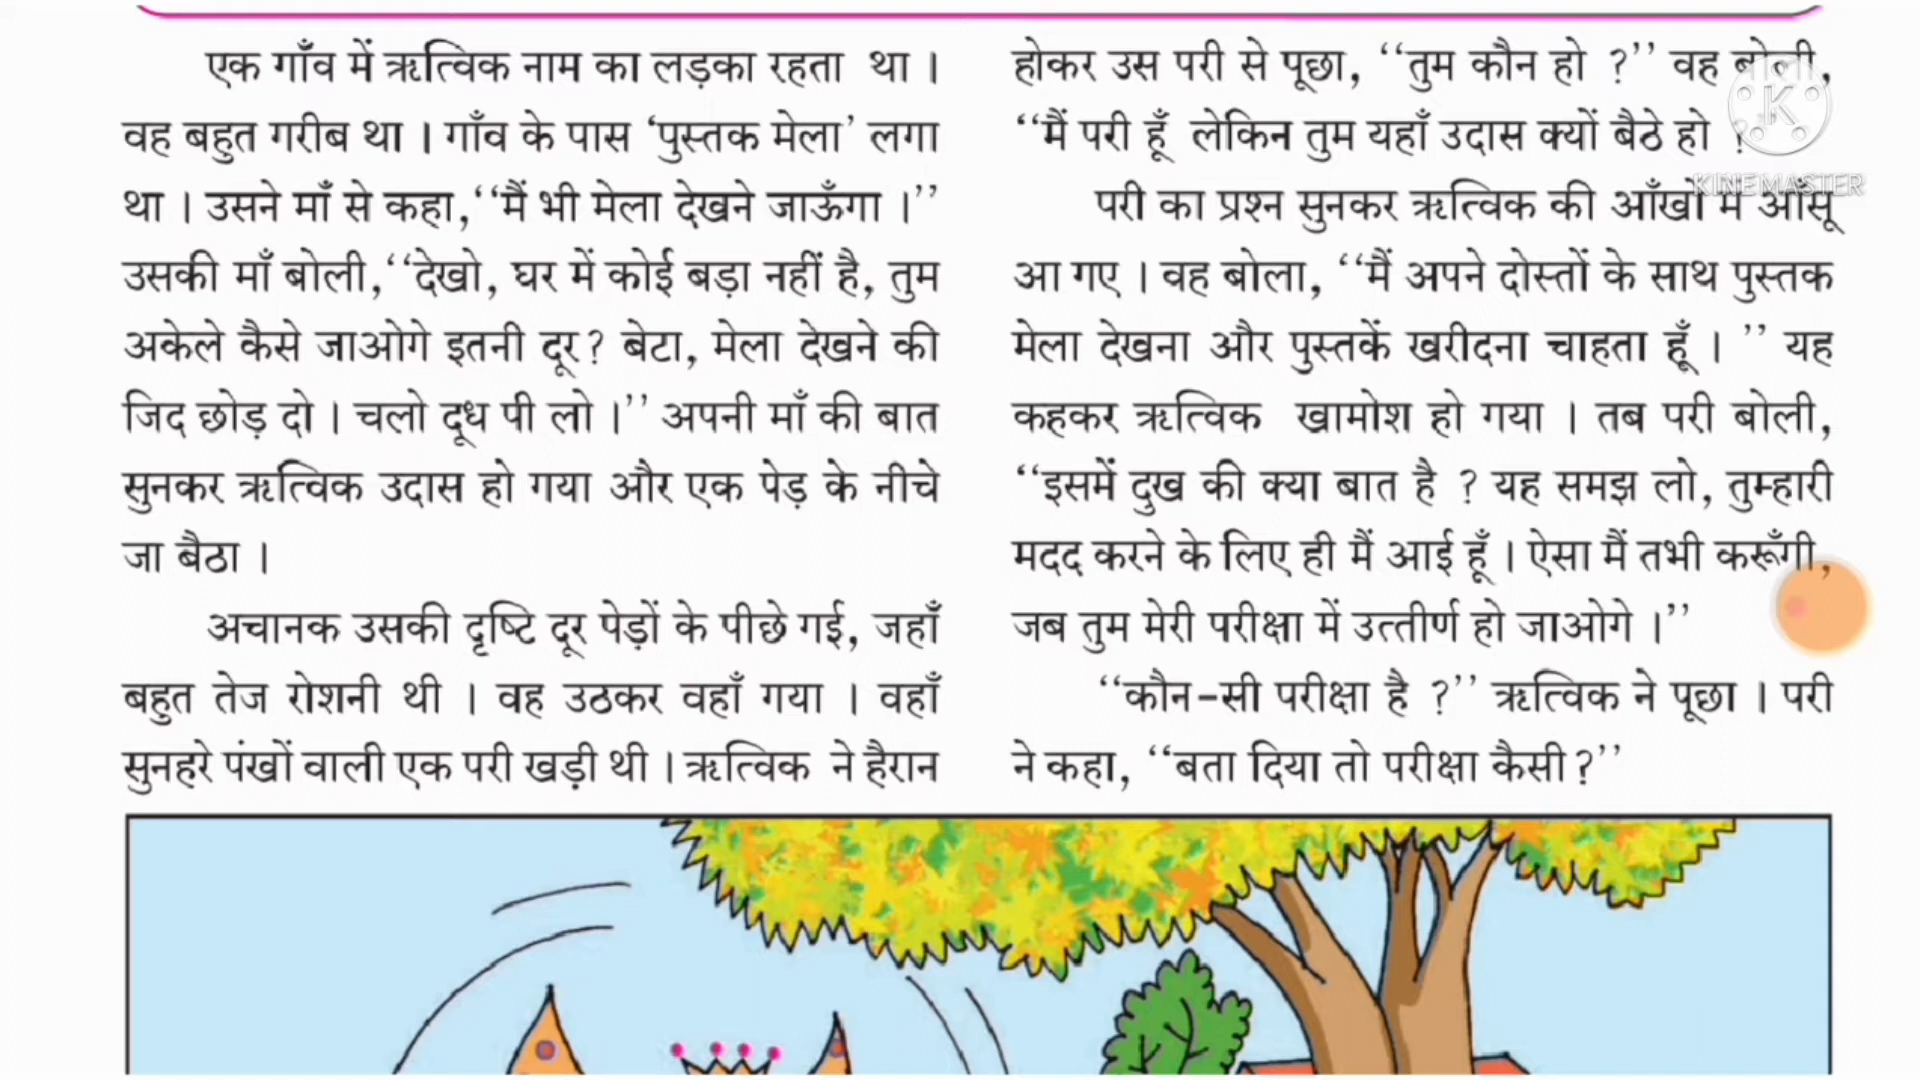 एक गाँव में ऋत्विक नाम का लड़का रहता था ।
वह बहुत गरीब था । गाँव के पास ‘पुस्तक मेला’ लगा
था । उसने माँ से कहा,‘‘मैं भी मेला देखने जाऊँगा ।’’
उसकी माँ बोली,‘‘देखो, घर में कोई बड़ा नहीं है, तुम
अकेले कैसे जाओगे इतनी दूर? बेटा, मेला देखने की
जिद छोड़ दो । चलो दूध पी लो ।’’ अपनी माँ की बात
सुनकर ऋत्विक उदास हो गया और एक पेड़ के नीचे
जा बैठा ।
अचानक उसकी दृष्टि दूर पेड़ों के पीछे गई, जहाँ
बहुत तेज रोशनी थी । वह उठकर वहाँ गया । वहाँ
सुनहरे पंखों वाली एक परी खड़ी थी । ऋत्विक ने हैरान
होकर उस परी से पूछा, ‘‘तुम कौन हो ?’’ वह बोली,
‘‘मैं परी हूँ लेकिन तुम यहाँ उदास क्यों बैठे हो ?
परी का प्रश्न सुनकर ऋत्विक की आँखों में आँसू
आ गए । वह बोला, ‘‘मैं अपने दोस्तों के साथ पुस्तक
मेला देखना और पुस्तकें खरीदना चाहता हूँ । ’’ यह
कहकर ऋत्विक खामोश हो गया । तब परी बोली,
‘‘इसमें दुख की क्या बात है ? यह समझ लो, तुम्हारी
मदद करने के लिए ही मैं आई हूँ । ऐसा मैं तभी करूँगी,
जब तुम मेरी परीक्षा में उत्तीर्ण हो जाओगे ।’’
‘‘कौन-सी परीक्षा है ?’’ ऋत्विक ने पूछा । परी
ने कहा, ‘‘बता दिया तो परीक्षा कैसी?’’
K
KINEMASTER